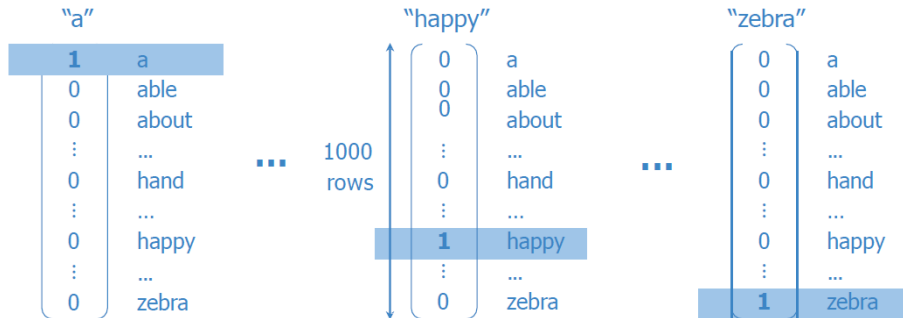 “a”
1 a
0 able
0 about
⋮ ...
0 hand
⋮ ...
0 happy
⋮ ...
0 zebra
...
1000
rows
“happy”
0 a
0 able
0 about
⋮ ...
0 hand
⋮ ...
1 happy
⋮ ...
0 zebra
...
“zebra”
0 a
0 able
0 about
⋮ ...
0 hand
⋮ ...
0 happy
⋮ ...
1 zebra